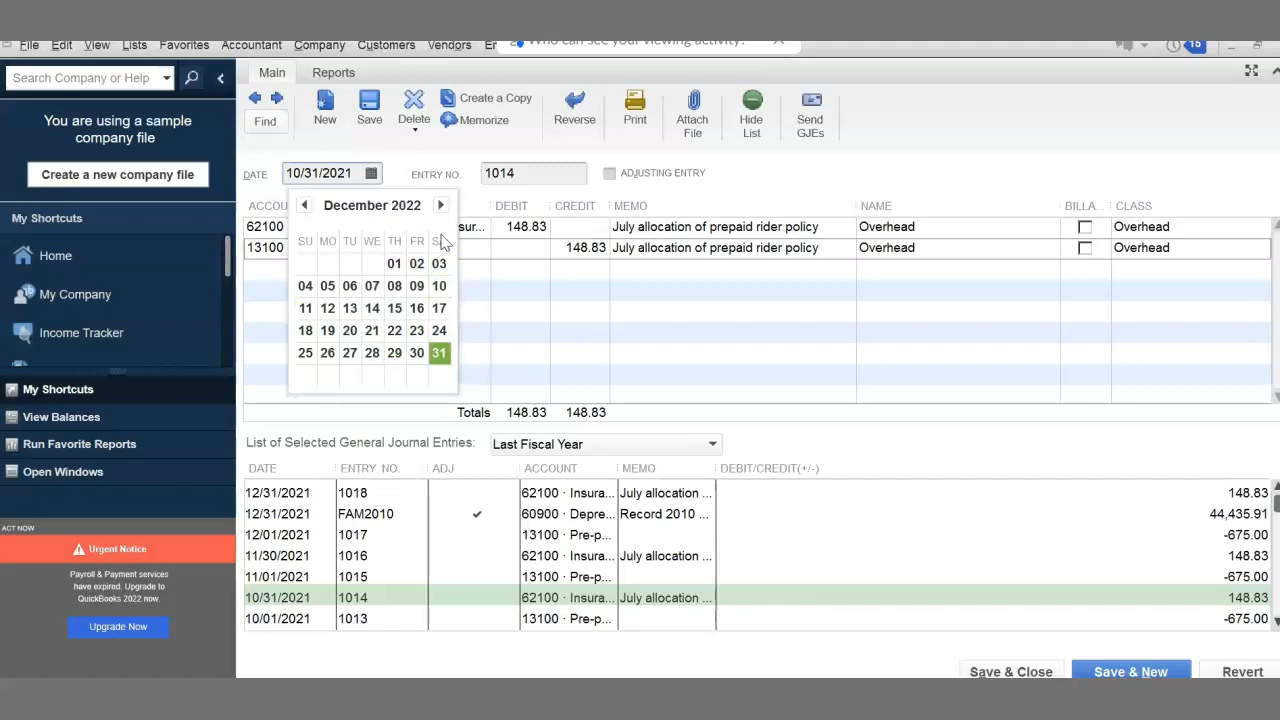 File Edit View Lists Favorites Accountant Company Customers Vendors
Who can see your viewing activity?
15
Search Company or Help
Main Reports
You are using a sample
company file
Create a new company file
My Shortcuts
Home
My Company
Income Tracker
My Shortcuts
View Balances
Run Favorite Reports
Open Windows
ACT NOW
Urgent Notice
Payroll & Payment services
have expired. Upgrade to
QuickBooks 2022 now.
Upgrade Now
Find
New
Save
Delete
Create a Copy
Memorize
Reverse
Print
Attach
File
Hide
List
Send
GJEs
DATE 10/31/2021 ENTRY NO. 1014 ADJUSTING ENTRY
DEBIT CREDIT MEMO NAME BILLA... CLASS
62100 148.83 July allocation of prepaid rider policy Overhead Overhead
13100 148.83 July allocation of prepaid rider policy Overhead Overhead
December 2022
SU MO TU WE TH FR
01 02 03
04 05 06 07 08 09 10
11 12 13 14 15 16 17
18 19 20 21 22 23 24
25 26 27 28 29 30 31
Totals 148.83 148.83
List of Selected General Journal Entries: Last Fiscal Year
DATE ENTRY NO. ADJ ACCOUNT MEMO DEBIT/CREDIT(+/-)
12/31/2021 1018 62100 · Insura... July allocation ... 148.83
12/31/2021 FAM2010 60900 · Depre... Record 2010 ... 44,435.91
12/01/2021 1017 13100 · Pre-p... -675.00
11/30/2021 1016 62100 · Insura... July allocation ... 148.83
11/01/2021 1015 13100 · Pre-p... -675.00
10/31/2021 1014 62100 · Insura... July allocation ... 148.83
10/01/2021 1013 13100 · Pre-p... -675.00
Save & Close Save & New Revert